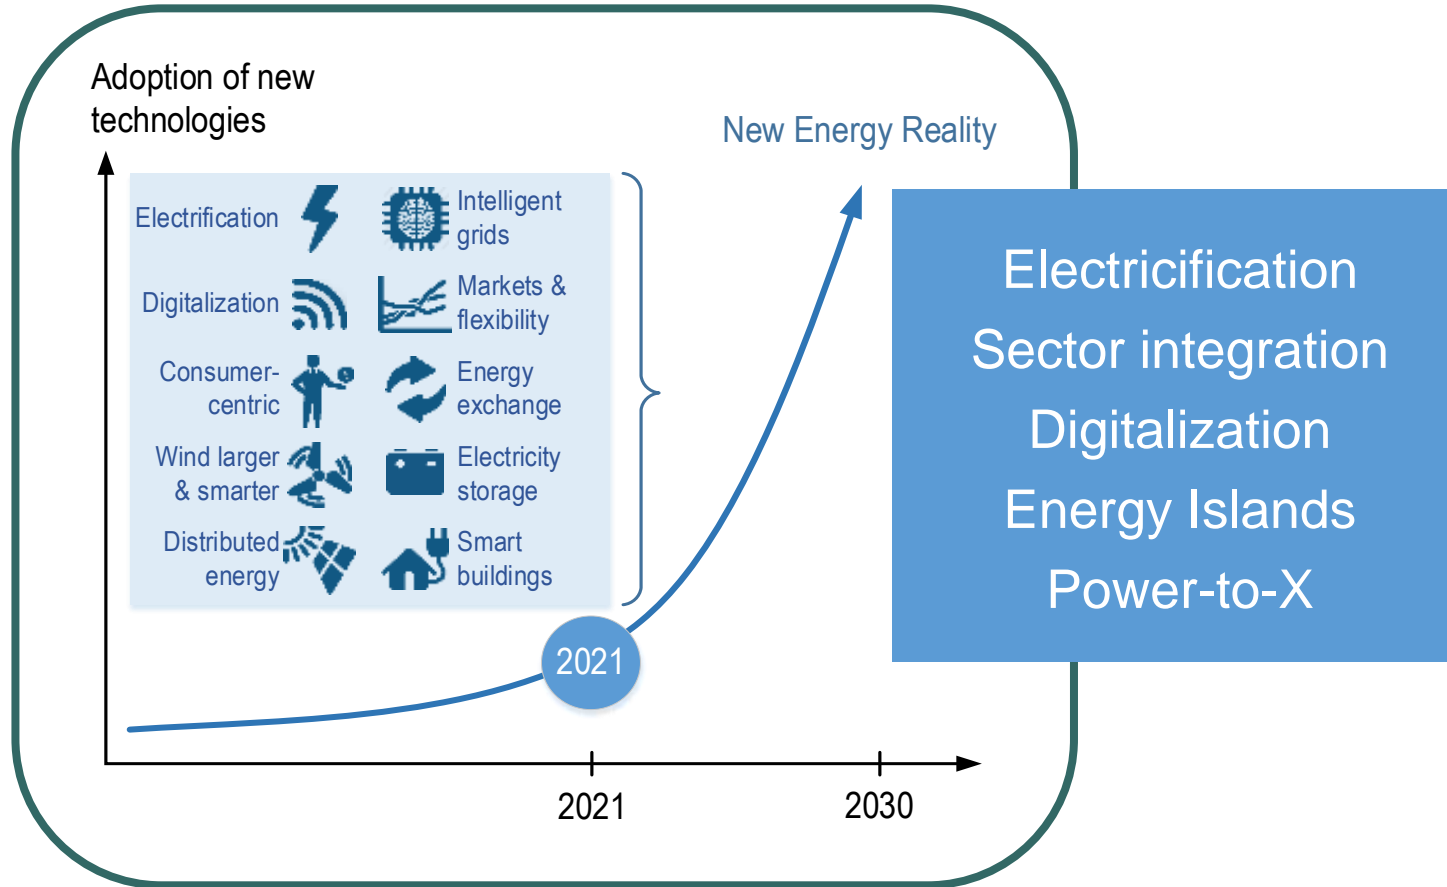 Adoption of new
technologies
New Energy Reality
Electrification
Intelligent
grids
Digitalization
Markets &
flexibility
Consumer-
centric
Energy
exchange
Wind larger
& smarter
Electricity
storage
Distributed
energy
Smart
buildings
2021
2021
2030
Electricification
Sector integration
Digitalization
Energy Islands
Power-to-X